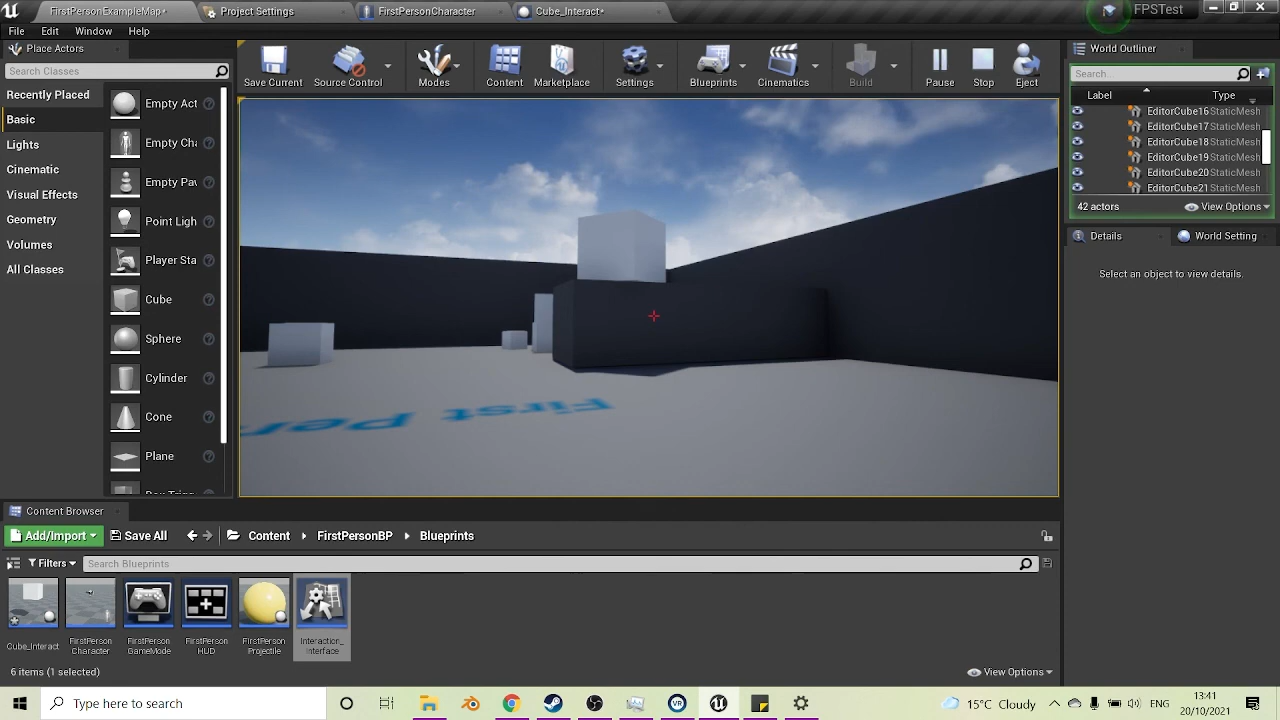 FirstPersonExampleMap•
Project Settings
FirstPersonCharacter
Cube_Interact•
FPSTest
File Edit Window Help
Place Actors
Search Classes
Recently Placed
Basic
Lights
Cinematic
Visual Effects
Geometry
Volumes
All Classes
Empty Act
Empty Cha
Empty Pav
Point Ligh
Player Sta
Cube
Sphere
Cylinder
Cone
Plane
Save Current
Source Con
Modes
Content
Marketplace
Settings
Blueprints
Cinematics
Build
Pause
Stop
Eject
First Per
World Outliner
Search...
Label Type
EditorCube16 StaticMesh
EditorCube17 StaticMesh
EditorCube18 StaticMesh
EditorCube19 StaticMesh
EditorCube20 StaticMesh
EditorCube21 StaticMesh
42 actors
View Options
Details
World Setting
Select an object to view details.
Content Browser
Add/Import
Save All
Content
FirstPersonBP
Blueprints
Filters
Search Blueprints
Cube_Interact
FirstPerson
Character
FirstPerson
GameMode
FirstPerson
HUD
FirstPerson
Projectile
Interaction_
Interface
6 items (1 selected)
View Options
Type here to search
15°C Cloudy
ENG
13:41
20/10/2021